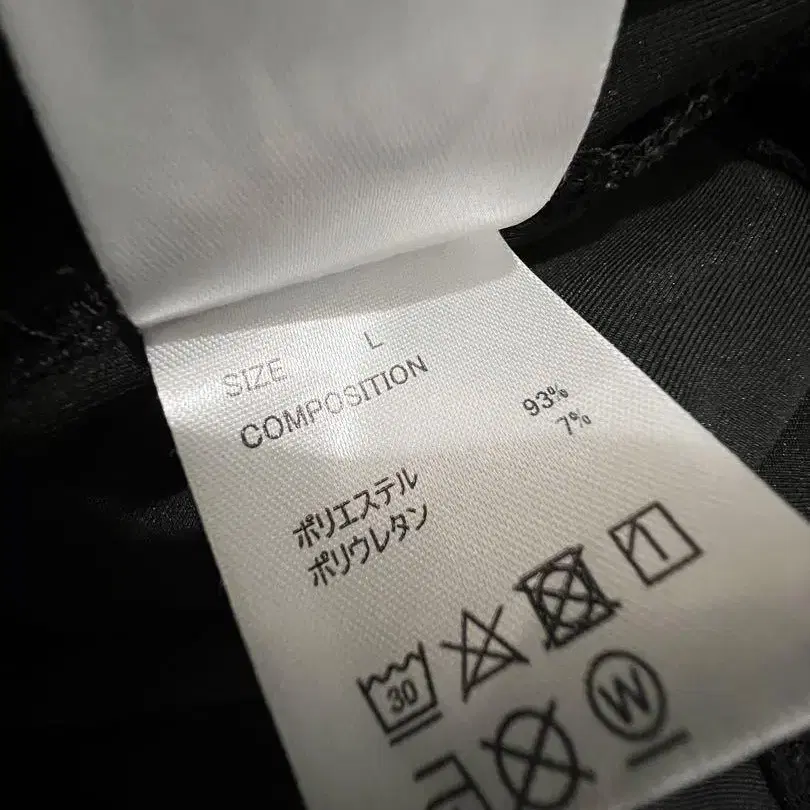 SIZE L
COMPOSITION
ポリエステル 93%
ポリウレタン 7%
30
W